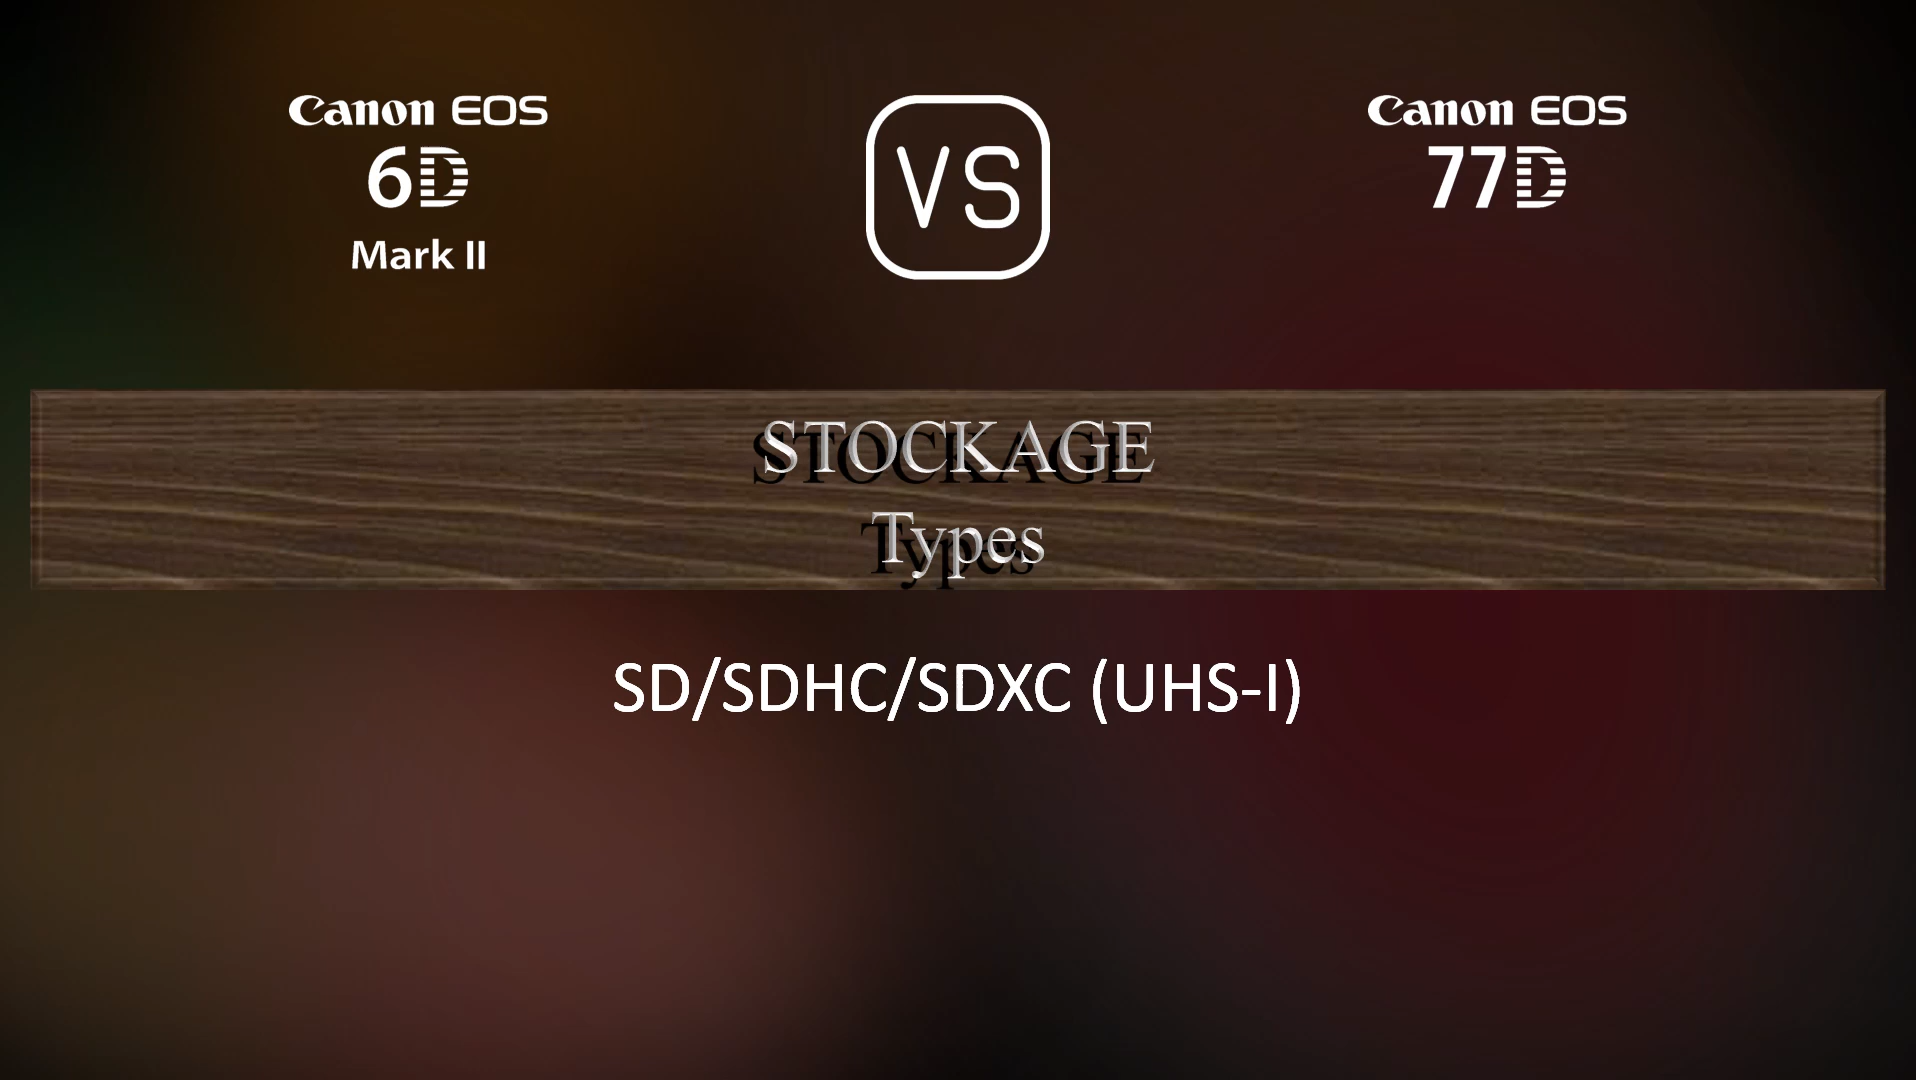 Canon EOS
6D
Mark II
VS
Canon EOS
77D
STOCKAGE
Types
SD/SDHC/SDXC (UHS-I)